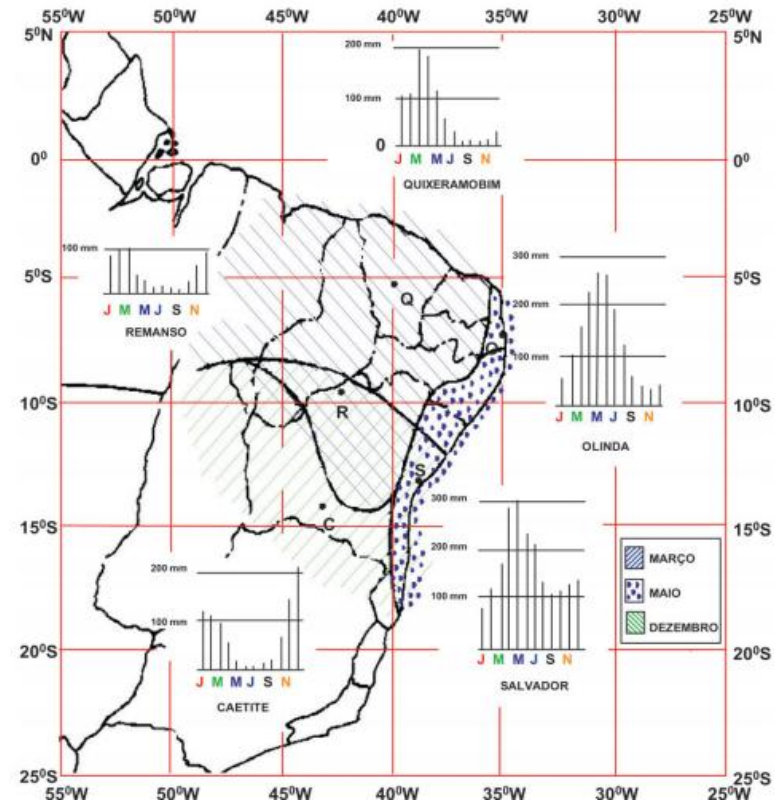 55⁰W 50⁰W 45⁰W 40⁰W 35⁰W 30⁰W 25⁰W
5⁰N 5⁰N
200 mm
100 mm
0
J M M J S N
QUIXERAMOBIM
0⁰ 0⁰
100 mm
J M M J S N
REMANSO
5⁰S 5⁰S
300 mm
200 mm
100 mm
J M M J S N
OLINDA
Q
O
R
S
C
10⁰S 10⁰S
300 mm
200 mm
100 mm
J M M J S N
SALVADOR
15⁰S 15⁰S
MARÇO
MAIO
DEZEMBRO
200 mm
100 mm
J M M J S N
CAETITE
20⁰S 20⁰S
25⁰S 25⁰S
55⁰W 50⁰W 45⁰W 40⁰W 35⁰W 30⁰W 25⁰W